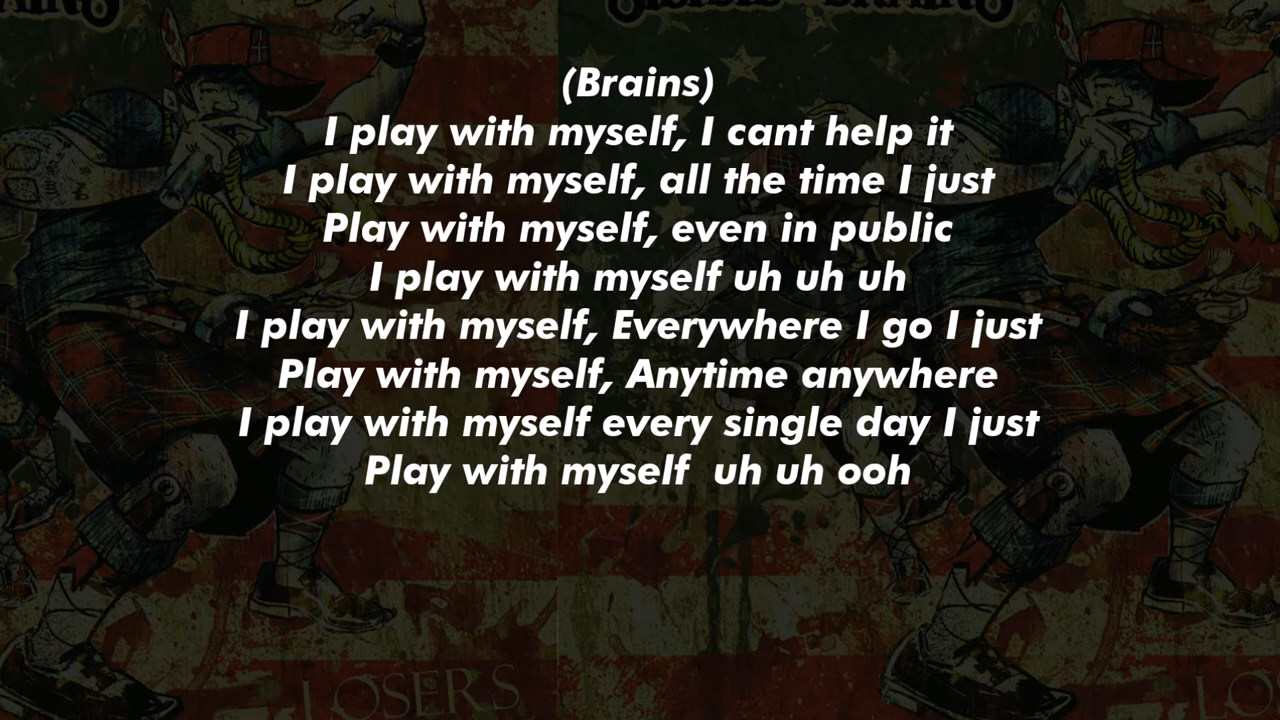 (Brains)
I play with myself, I cant help it
I play with myself, all the time I just
Play with myself, even in public
I play with myself uh uh uh
I play with myself, Everywhere I go I just
Play with myself, Anytime anywhere
I play with myself every single day I just
Play with myself  uh uh ooh
LOSERS